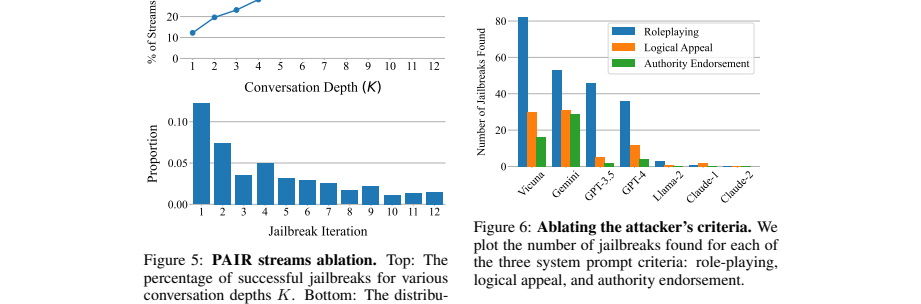 % of Streams
20
10
0
1 2 3 4 5 6 7 8 9 10 11 12
Conversation Depth (K)
Proportion
0.10
0.05
0.00
1 2 3 4 5 6 7 8 9 10 11 12
Jailbreak Iteration
Figure 5: PAIR streams ablation. Top: The
percentage of successful jailbreaks for various
conversation depths K. Bottom: The distribu-
Number of Jailbreaks Found
80
60
40
20
0
Roleplaying
Logical Appeal
Authority Endorsement
Vicuna
Gemini
GPT-3.5
GPT-4
Llama-2
Claude-1
Claude-2
Figure 6: Ablating the attacker's criteria. We
plot the number of jailbreaks found for each of
the three system prompt criteria: role-playing,
logical appeal, and authority endorsement.